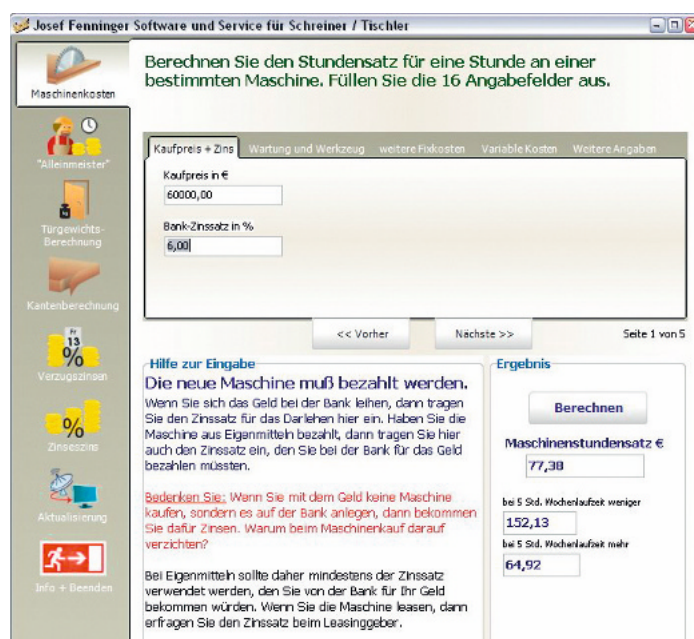 Josef Fenninger Software und Service für Schreiner / Tischler
Maschinenkosten
"Alleinmeister"
Türgewichts-
Berechnung
Kantenberechnung
Fr
13
%
Verzugszinsen
%
Zinseszins
Aktualisierung
Info + Beenden
Berechnen Sie den Stundensatz für eine Stunde an einer
bestimmten Maschine. Füllen Sie die 16 Angabefelder aus.
Kaufpreis + Zins Wartung und Werkzeug weitere Fixkosten Variable Kosten Weitere Angaben
Kaufpreis in €
60000,00
Bank-Zinssatz in %
6,00
<< Vorher Nächste >> Seite 1 von 5
Hilfe zur Eingabe
Die neue Maschine muß bezahlt werden.
Wenn Sie sich das Geld bei der Bank leihen, dann tragen
Sie den Zinssatz für das Darlehen hier ein. Haben Sie die
Maschine aus Eigenmitteln bezahlt, dann tragen Sie hier
auch den Zinssatz ein, den Sie bei der Bank für das Geld
bezahlen müssten.
Bedenken Sie: Wenn Sie mit dem Geld keine Maschine
kaufen, sondern es auf der Bank anlegen, dann bekommen
Sie dafür Zinsen. Warum beim Maschinenkauf darauf
verzichten?
Bei Eigenmitteln sollte daher mindestens der Zinssatz
verwendet werden, den Sie von der Bank für Ihr Geld
bekommen würden. Wenn Sie die Maschine leasen, dann
erfragen Sie den Zinssatz beim Leasinggeber.
Ergebnis
Berechnen
Maschinenstundensatz €
77,38
bei 5 Std. Wochenlaufzeit weniger
152,13
bei 5 Std. Wochenlaufzeit mehr
64,92